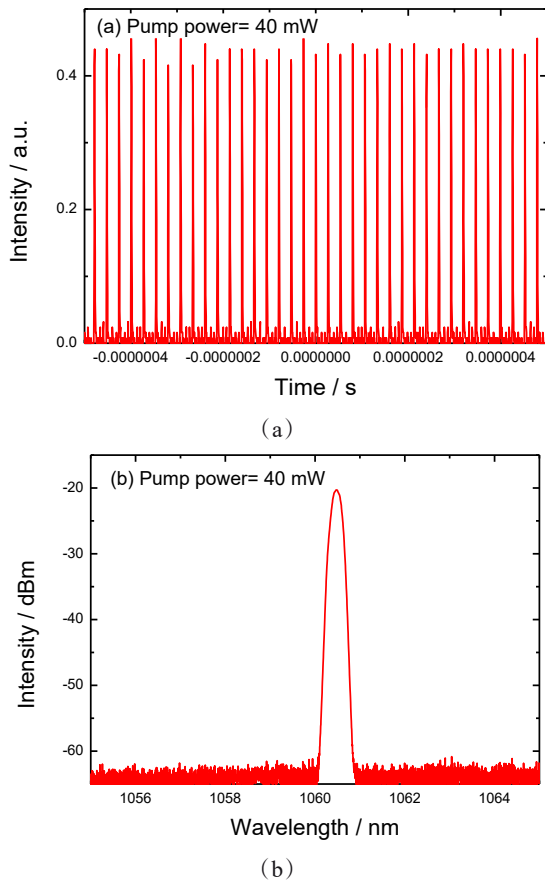 (a) Pump power= 40 mW
0.4
0.2
0.0
Intensity / a.u.
-0.0000004 -0.0000002 0.0000000 0.0000002 0.0000004
Time / s
(a)
(b) Pump power= 40 mW
-20
-30
-40
-50
-60
Intensity / dBm
1056 1058 1060 1062 1064
Wavelength / nm
(b)